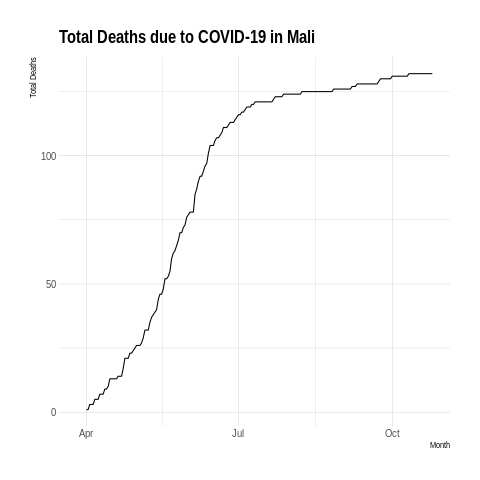 Total Deaths due to COVID-19 in Mali
Total Deaths
100
50
0
Apr Jul Oct
Month